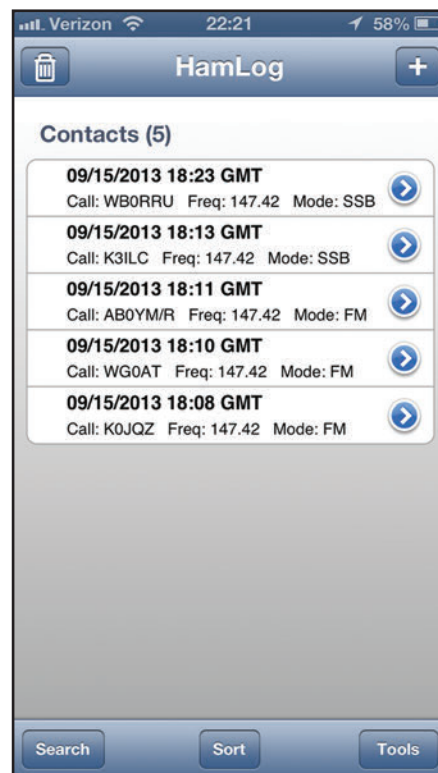 Verizon 22:21 58%
HamLog +
Contacts (5)
09/15/2013 18:23 GMT
Call: WB0RRU Freq: 147.42 Mode: SSB
09/15/2013 18:13 GMT
Call: K3ILC Freq: 147.42 Mode: SSB
09/15/2013 18:11 GMT
Call: AB0YM/R Freq: 147.42 Mode: FM
09/15/2013 18:10 GMT
Call: WG0AT Freq: 147.42 Mode: FM
09/15/2013 18:08 GMT
Call: K0JQZ Freq: 147.42 Mode: FM
Search Sort Tools